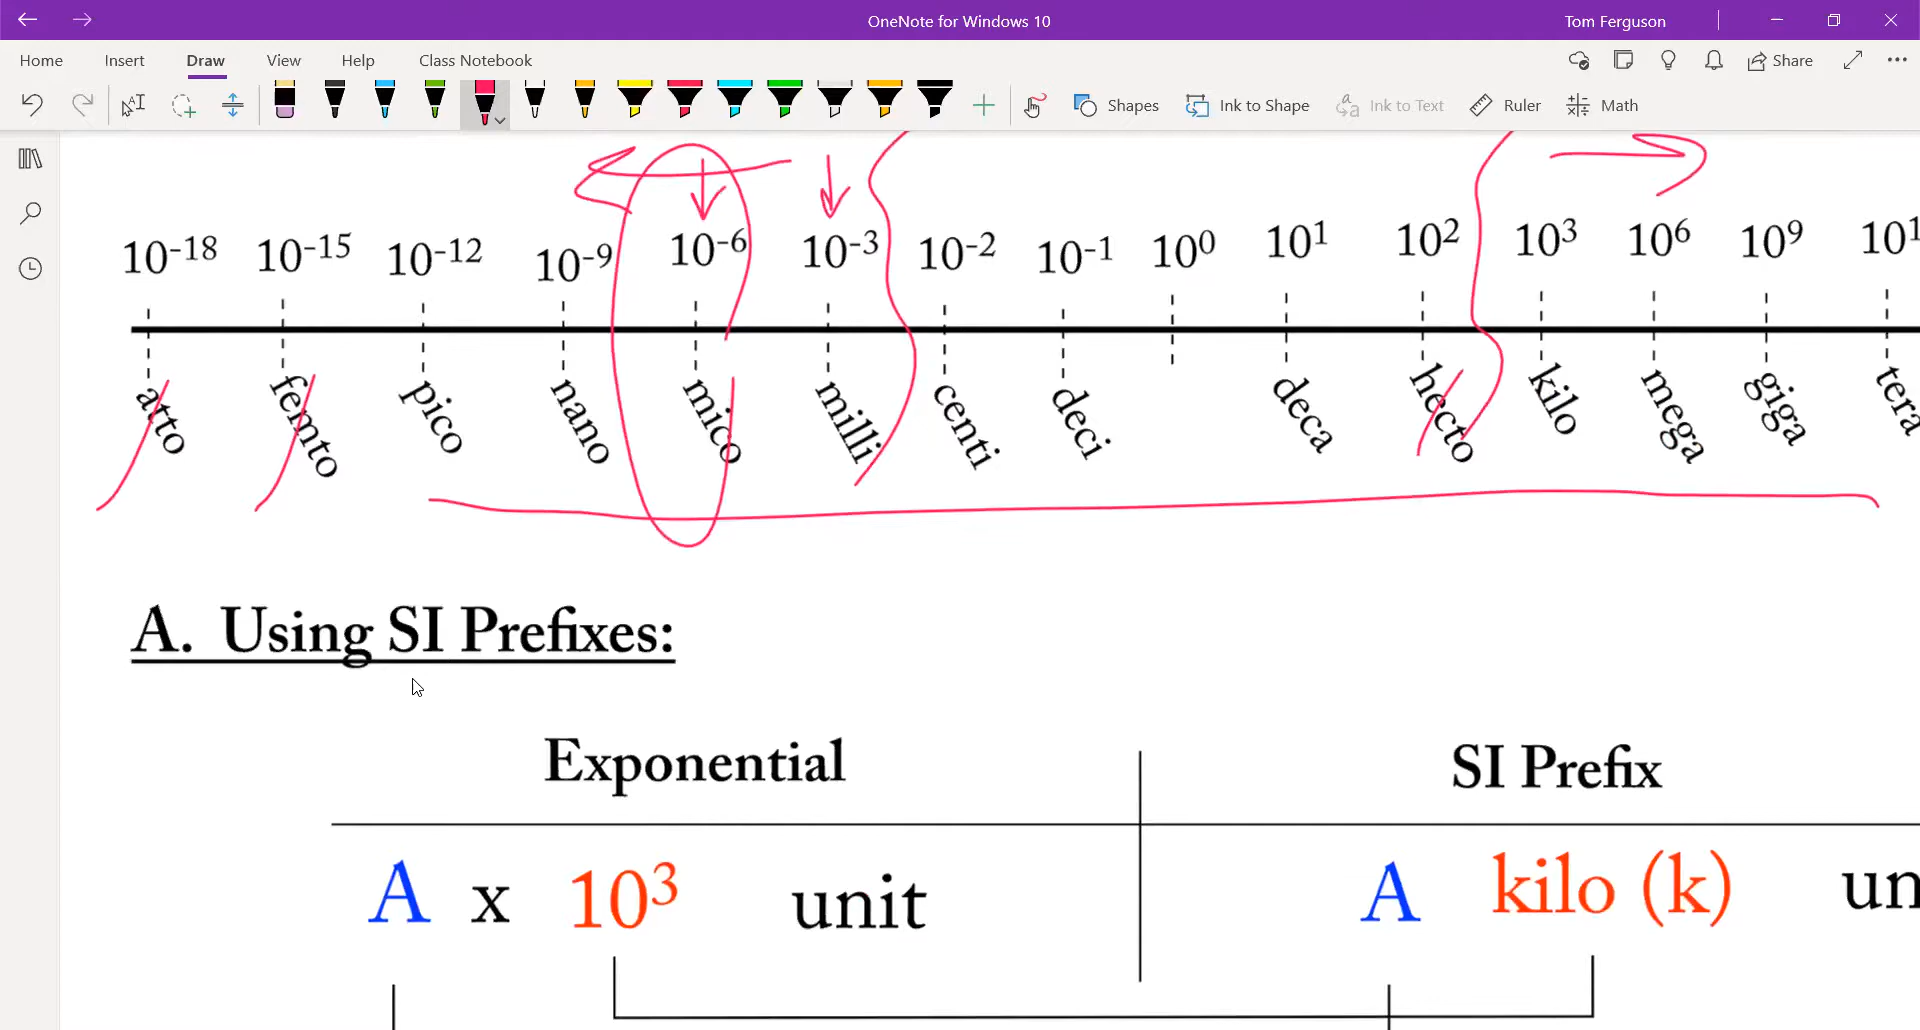 OneNote for Windows 10
Tom Ferguson
Home Insert Draw View Help Class Notebook
Share
Shapes Ink to Shape Ink to Text Ruler Math
10⁻¹⁸ 10⁻¹⁵ 10⁻¹² 10⁻⁹ 10⁻⁶ 10⁻³ 10⁻² 10⁻¹ 10⁰ 10¹ 10² 10³ 10⁶ 10⁹ 10¹
atto femto pico nano mico milli centi deci deca hecto kilo mega giga tera
A. Using SI Prefixes:
Exponential SI Prefix
A x 10³ unit A kilo (k) un